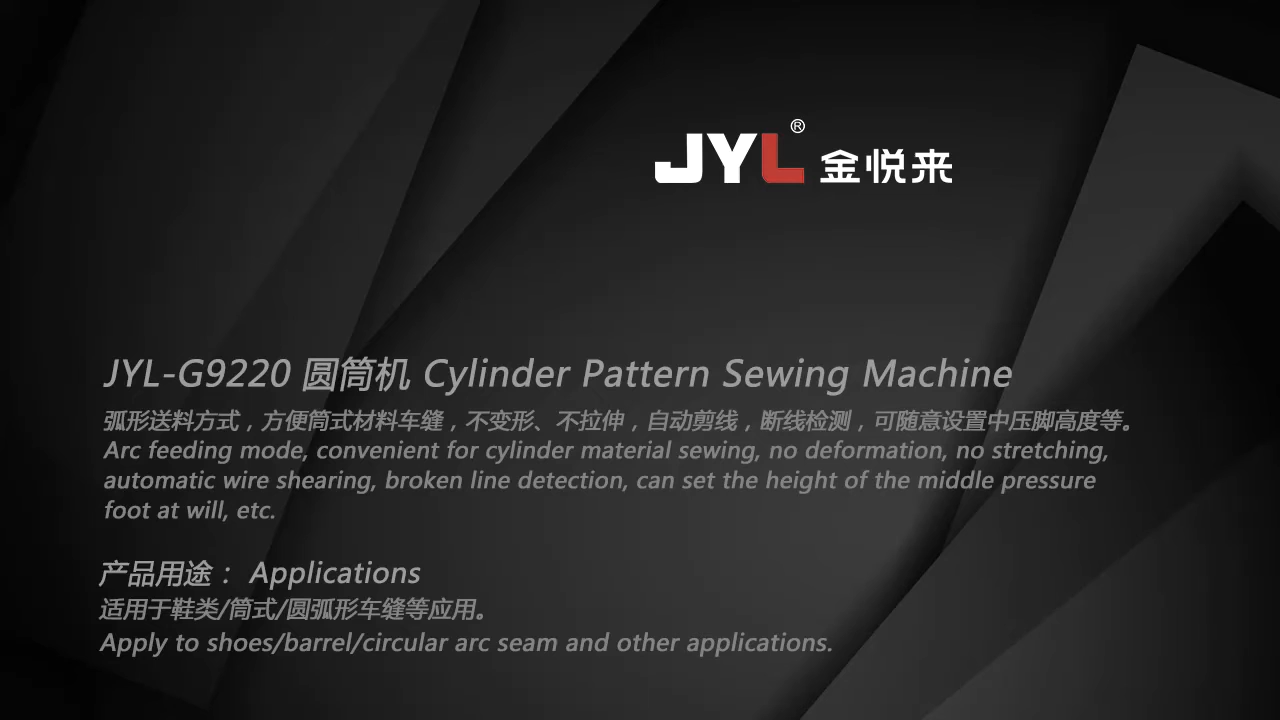 JYL® 金悦来
JYL-G9220 圆筒机 Cylinder Pattern Sewing Machine
弧形送料方式，方便筒式材料车缝，不变形、不拉伸，自动剪线，断线检测，可随意设置中压脚高度等。
Arc feeding mode, convenient for cylinder material sewing, no deformation, no stretching,
automatic wire shearing, broken line detection, can set the height of the middle pressure
foot at will, etc.
产品用途： Applications
适用于鞋类/筒式/圆弧形车缝等应用。
Apply to shoes/barrel/circular arc seam and other applications.